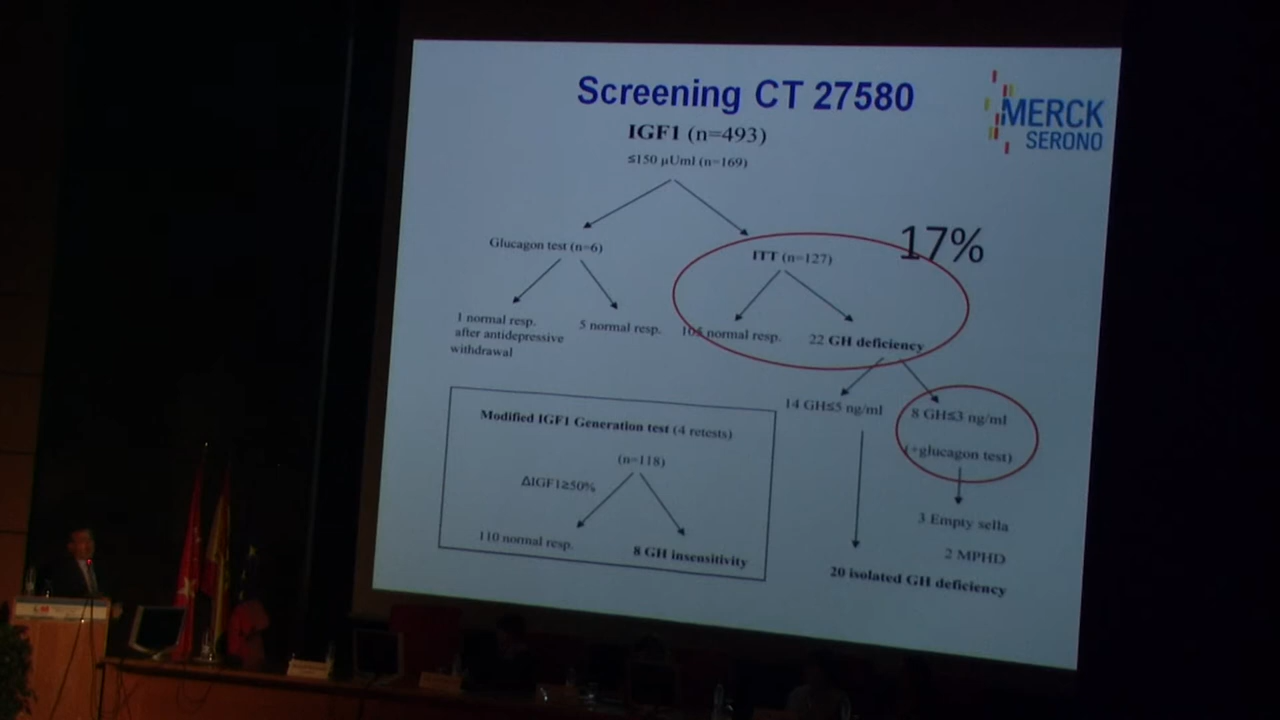 Screening CT 27580
MERCK
SERONO
IGF1 (n=493)
≤150 µUml (n=169)
17%
Glucagon test (n=6)
ITT (n=127)
1 normal resp.
after antidepressive
withdrawal
5 normal resp.
105 normal resp.
22 GH deficiency
14 GH≤5 ng/ml
8 GH≤3 ng/ml
(+glucagon test)
Modified IGF1 Generation test (4 retests)
(n=118)
ΔIGF1≥50%
110 normal resp.
8 GH insensitivity
3 Empty sella
2 MPHD
20 isolated GH deficiency